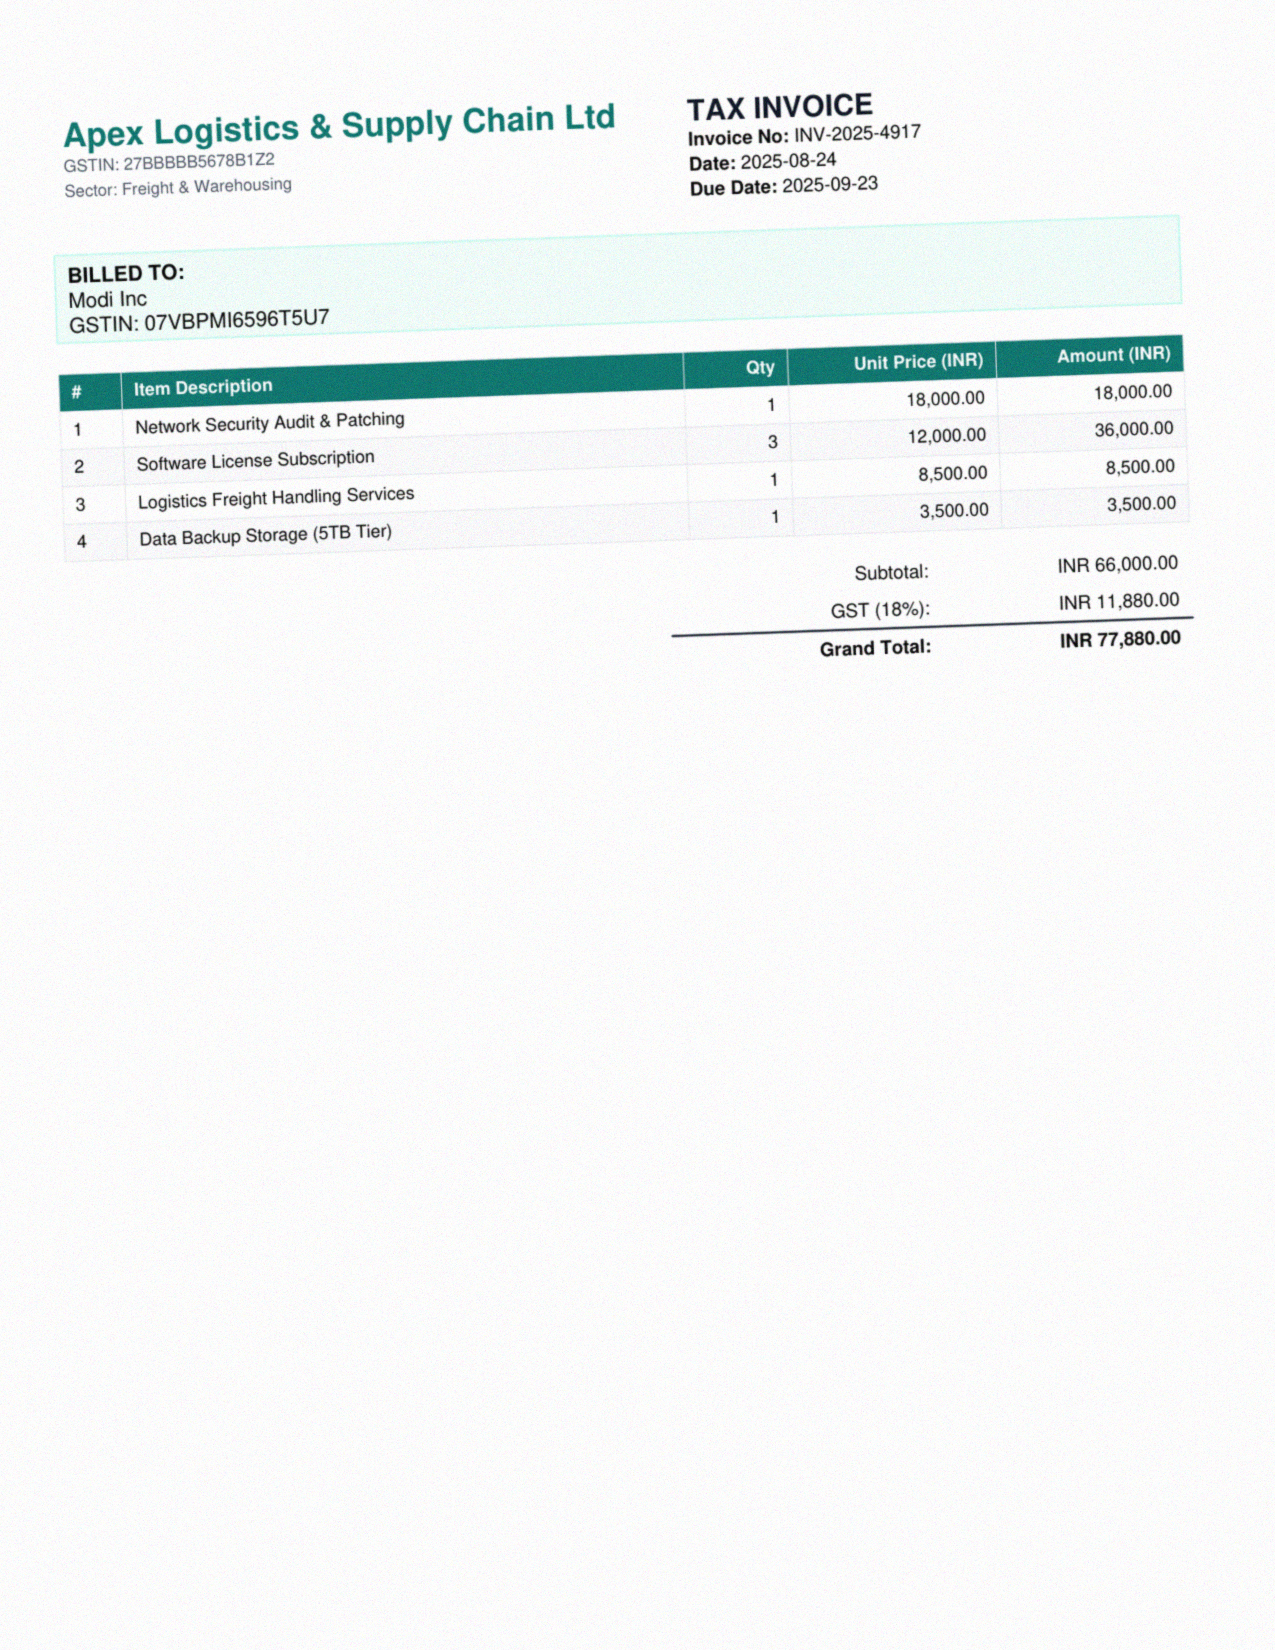 Apex Logistics & Supply Chain Ltd
GSTIN: 27BBBBB5678B1Z2
Sector: Freight & Warehousing
TAX INVOICE
Invoice No: INV-2025-4917
Date: 2025-08-24
Due Date: 2025-09-23
BILLED TO:
Modi Inc
GSTIN: 07VBPMI6596T5U7
# Item Description Qty Unit Price (INR) Amount (INR)
1 Network Security Audit & Patching 1 18,000.00 18,000.00
2 Software License Subscription 3 12,000.00 36,000.00
3 Logistics Freight Handling Services 1 8,500.00 8,500.00
4 Data Backup Storage (5TB Tier) 1 3,500.00 3,500.00
Subtotal: INR 66,000.00
GST (18%): INR 11,880.00
Grand Total: INR 77,880.00